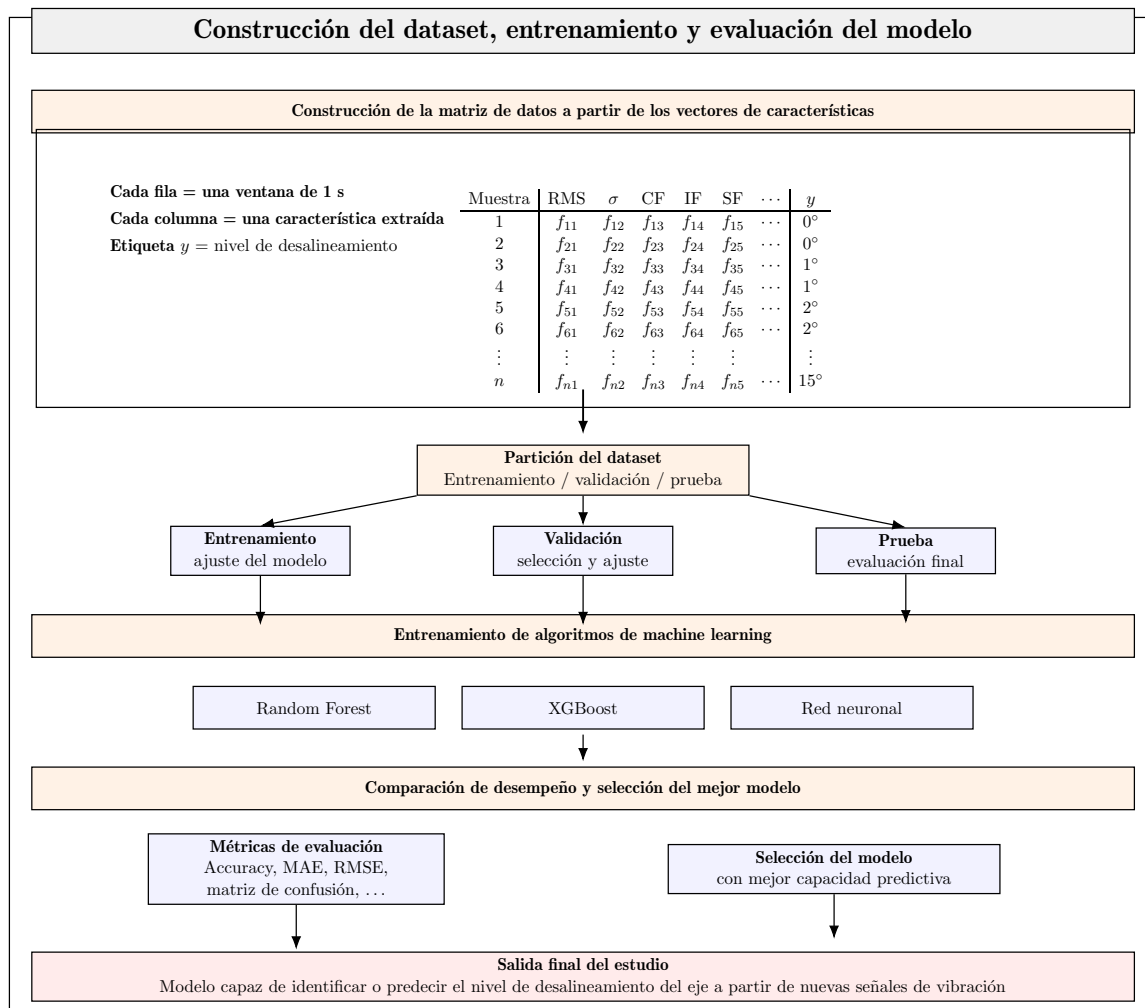 Construcción del dataset, entrenamiento y evaluación del modelo
Construcción de la matriz de datos a partir de los vectores de características
Cada fila = una ventana de 1 s
Cada columna = una característica extraída
Etiqueta y = nivel de desalineamiento
Muestra RMS σ CF IF SF ⋯ y
1 f₁₁ f₁₂ f₁₃ f₁₄ f₁₅ ⋯ 0°
2 f₂₁ f₂₂ f₂₃ f₂₄ f₂₅ ⋯ 0°
3 f₃₁ f₃₂ f₃₃ f₃₄ f₃₅ ⋯ 1°
4 f₄₁ f₄₂ f₄₃ f₄₄ f₄₅ ⋯ 1°
5 f₅₁ f₅₂ f₅₃ f₅₄ f₅₅ ⋯ 2°
6 f₆₁ f₆₂ f₆₃ f₆₄ f₆₅ ⋯ 2°
⋮ ⋮ ⋮ ⋮ ⋮ ⋮ ⋮
n fₙ₁ fₙ₂ fₙ₃ fₙ₄ fₙ₅ ⋯ 15°
Partición del dataset
Entrenamiento / validación / prueba
Entrenamiento
ajuste del modelo
Validación
selección y ajuste
Prueba
evaluación final
Entrenamiento de algoritmos de machine learning
Random Forest
XGBoost
Red neuronal
Comparación de desempeño y selección del mejor modelo
Métricas de evaluación
Accuracy, MAE, RMSE,
matriz de confusión, …
Selección del modelo
con mejor capacidad predictiva
Salida final del estudio
Modelo capaz de identificar o predecir el nivel de desalineamiento del eje a partir de nuevas señales de vibración